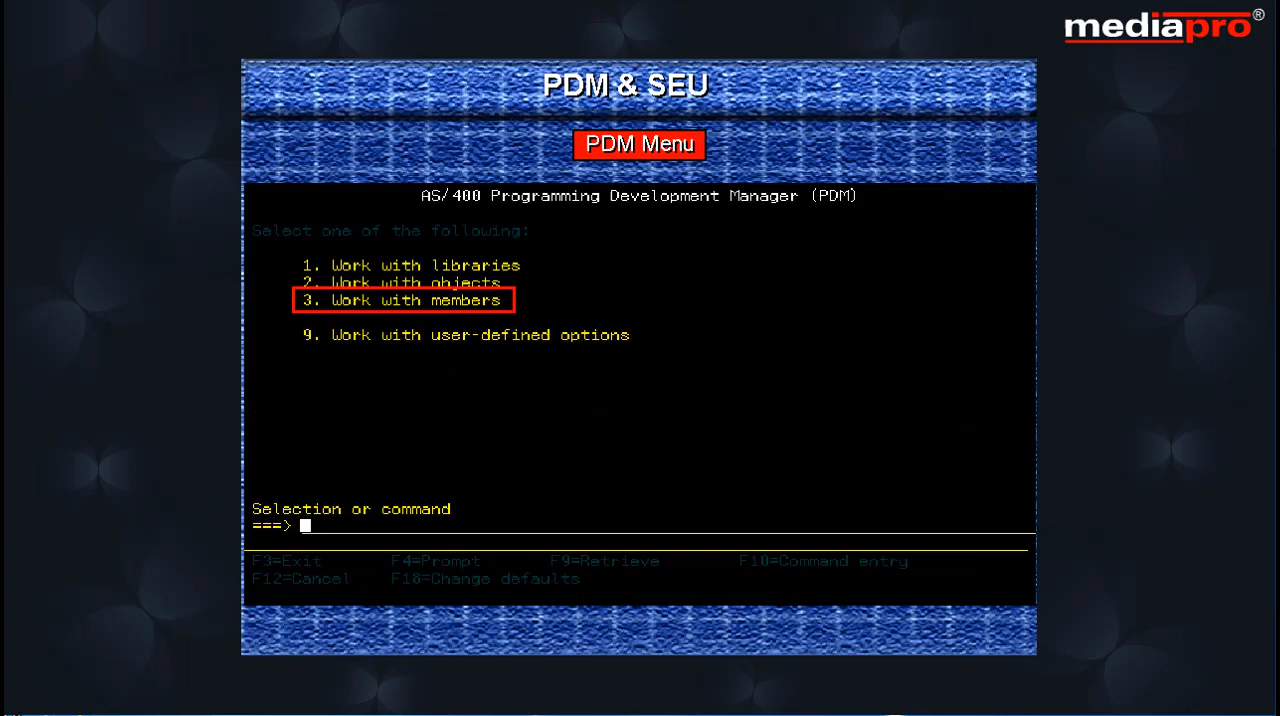 mediapro®
PDM & SEU
PDM Menu
AS/400 Programming Development Manager (PDM)
Select one of the following:
1. Work with libraries
2. Work with objects
3. Work with members
9. Work with user-defined options
Selection or command
===>
F3=Exit F4=Prompt F9=Retrieve F10=Command entry
F12=Cancel F18=Change defaults